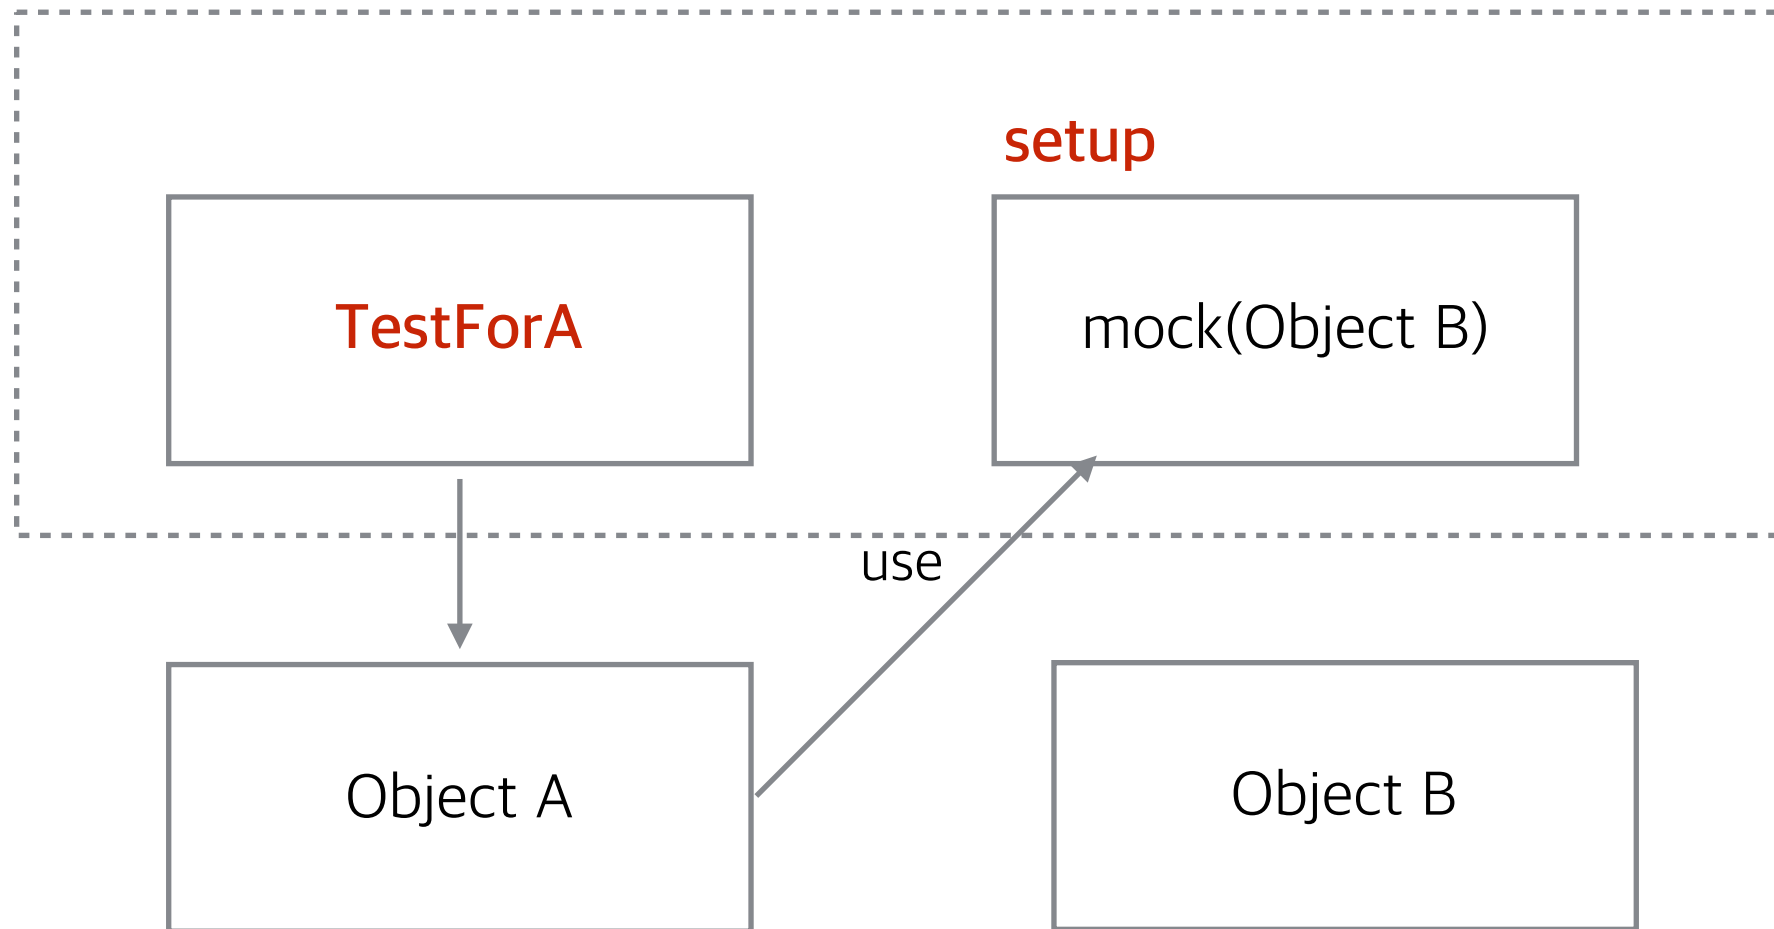 setup
TestForA
mock(Object B)
use
Object A
Object B